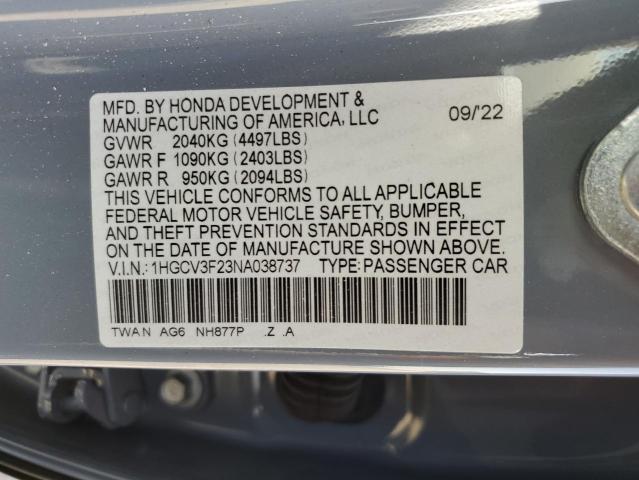 MFD. BY HONDA DEVELOPMENT &
MANUFACTURING OF AMERICA, LLC 09/22
GVWR 2040KG (4497LBS)
GAWR F 1090KG (2403LBS)
GAWR R 950KG (2094LBS)
THIS VEHICLE CONFORMS TO ALL APPLICABLE
FEDERAL MOTOR VEHICLE SAFETY, BUMPER,
AND THEFT PREVENTION STANDARDS IN EFFECT
ON THE DATE OF MANUFACTURE SHOWN ABOVE.
V.I.N.: 1HGCV3F23NA038737 TYPE: PASSENGER CAR
TWA N AG6 NH877P .Z .A